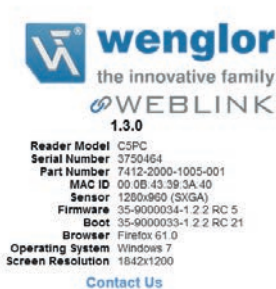 wenglor
the innovative family
WEBLINK
1.3.0
Reader Model C5PC
Serial Number 3750464
Part Number 7412-2000-1005-001
MAC ID 00:0B:43:39:3A:40
Sensor 1280x960 (SXGA)
Firmware 35-9000034-1.2.2 RC 5
Boot 35-9000033-1.2.2 RC 21
Browser Firefox 61.0
Operating System Windows 7
Screen Resolution 1842x1200
Contact Us